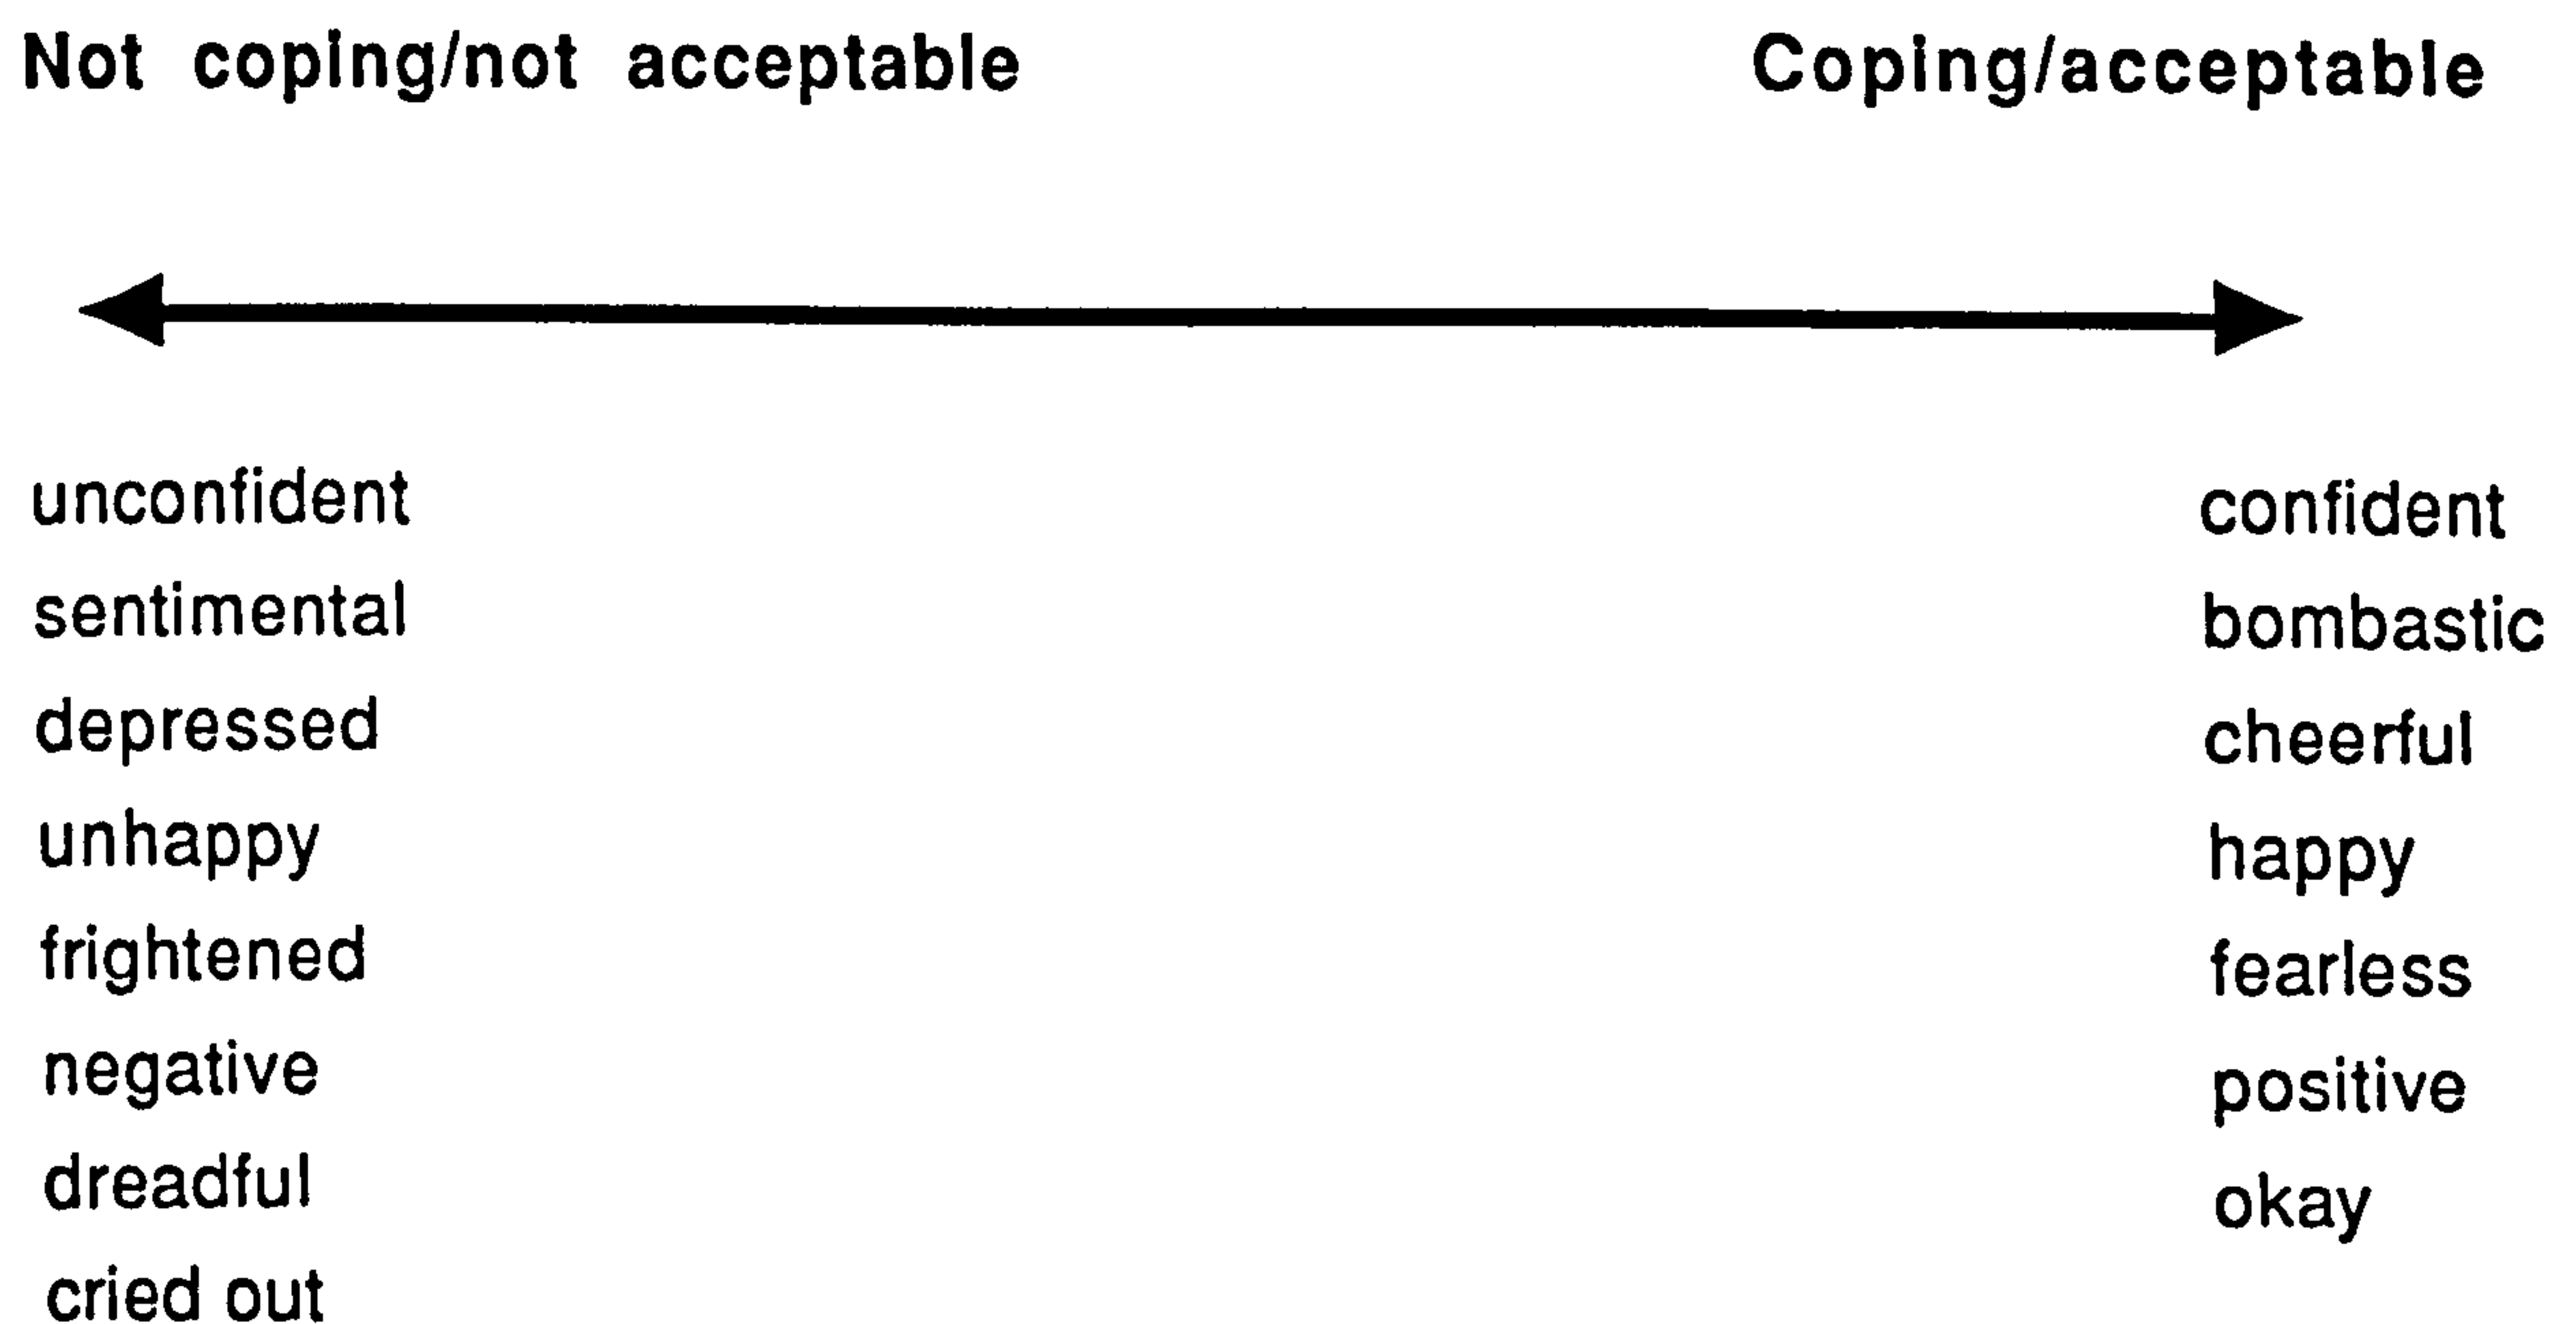 Not coping/not acceptable Coping/acceptable
unconfident confident
sentimental bombastic
depressed cheerful
unhappy happy
frightened fearless
negative positive
dreadful okay
cried out